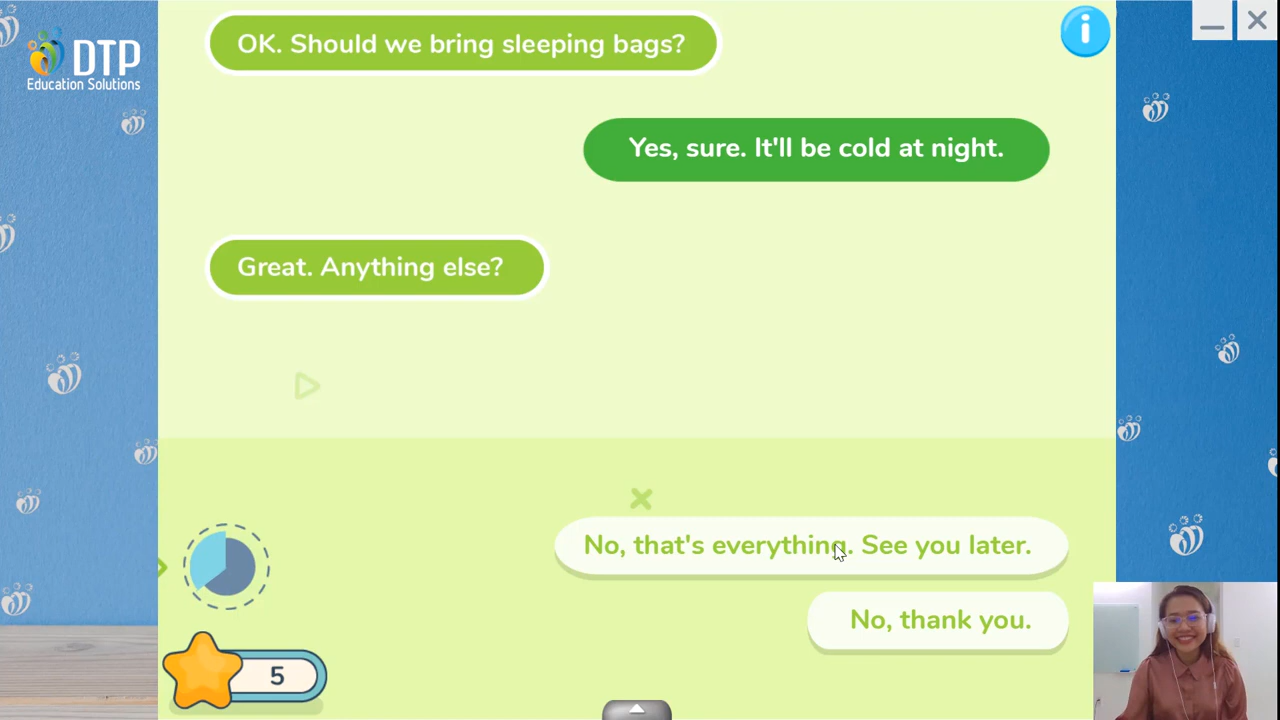 DTP
Education Solutions
OK. Should we bring sleeping bags?
i
Yes, sure. It'll be cold at night.
Great. Anything else?
No, that's everything. See you later.
No, thank you.
5